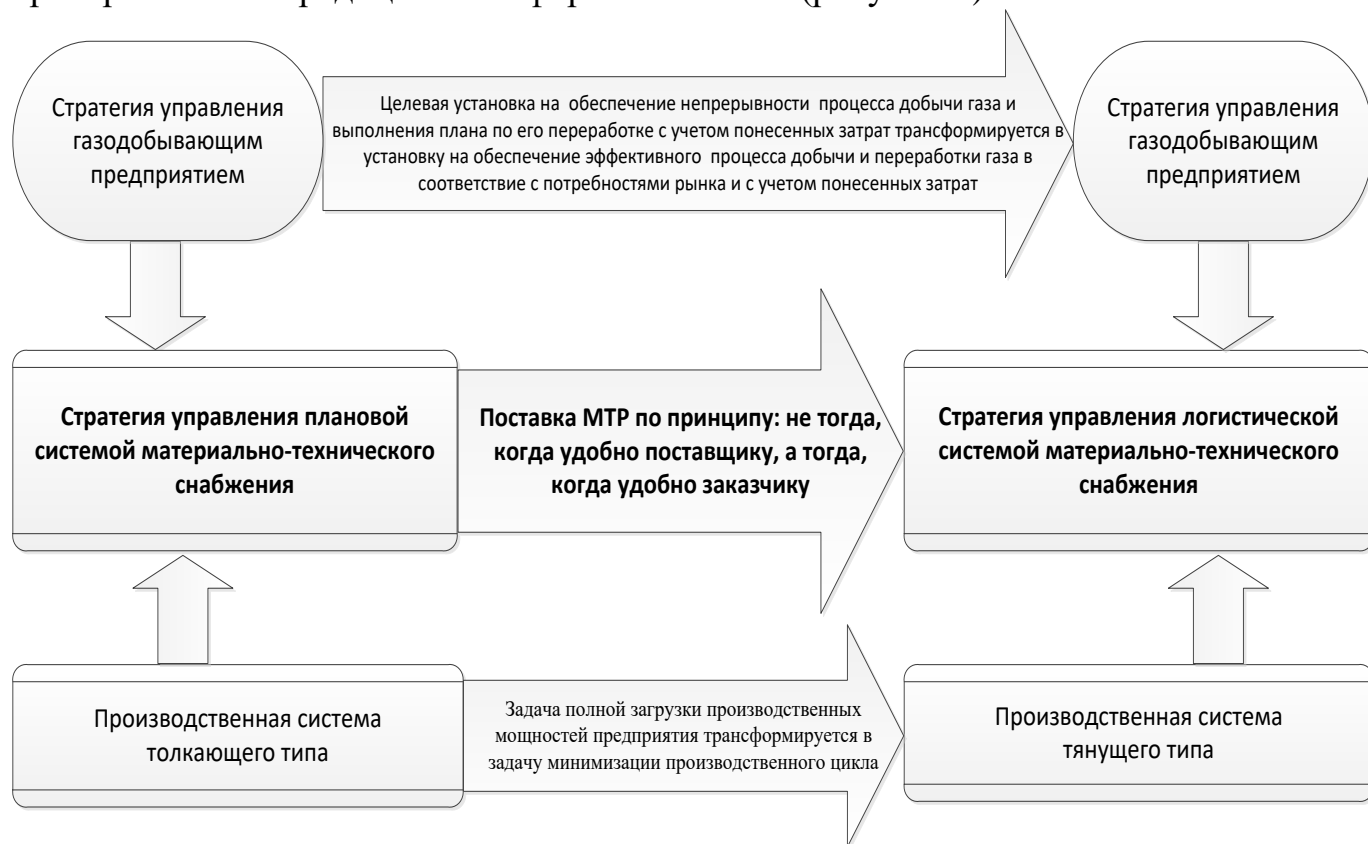 Стратегия управления
газодобывающим
предприятием
Целевая установка на обеспечение непрерывности процесса добычи газа и
выполнения плана по его переработке с учетом понесенных затрат трансформируется в
установку на обеспечение эффективного процесса добычи и переработки газа в
соответствие с потребностями рынка и с учетом понесенных затрат
Стратегия управления
газодобывающим
предприятием
Стратегия управления плановой
системой материально-технического
снабжения
Поставка МТР по принципу: не тогда,
когда удобно поставщику, а тогда,
когда удобно заказчику
Стратегия управления логистической
системой материально-технического
снабжения
Производственная система
толкающего типа
Задача полной загрузки производственных
мощностей предприятия трансформируется в
задачу минимизации производственного цикла
Производственная система
тянущего типа